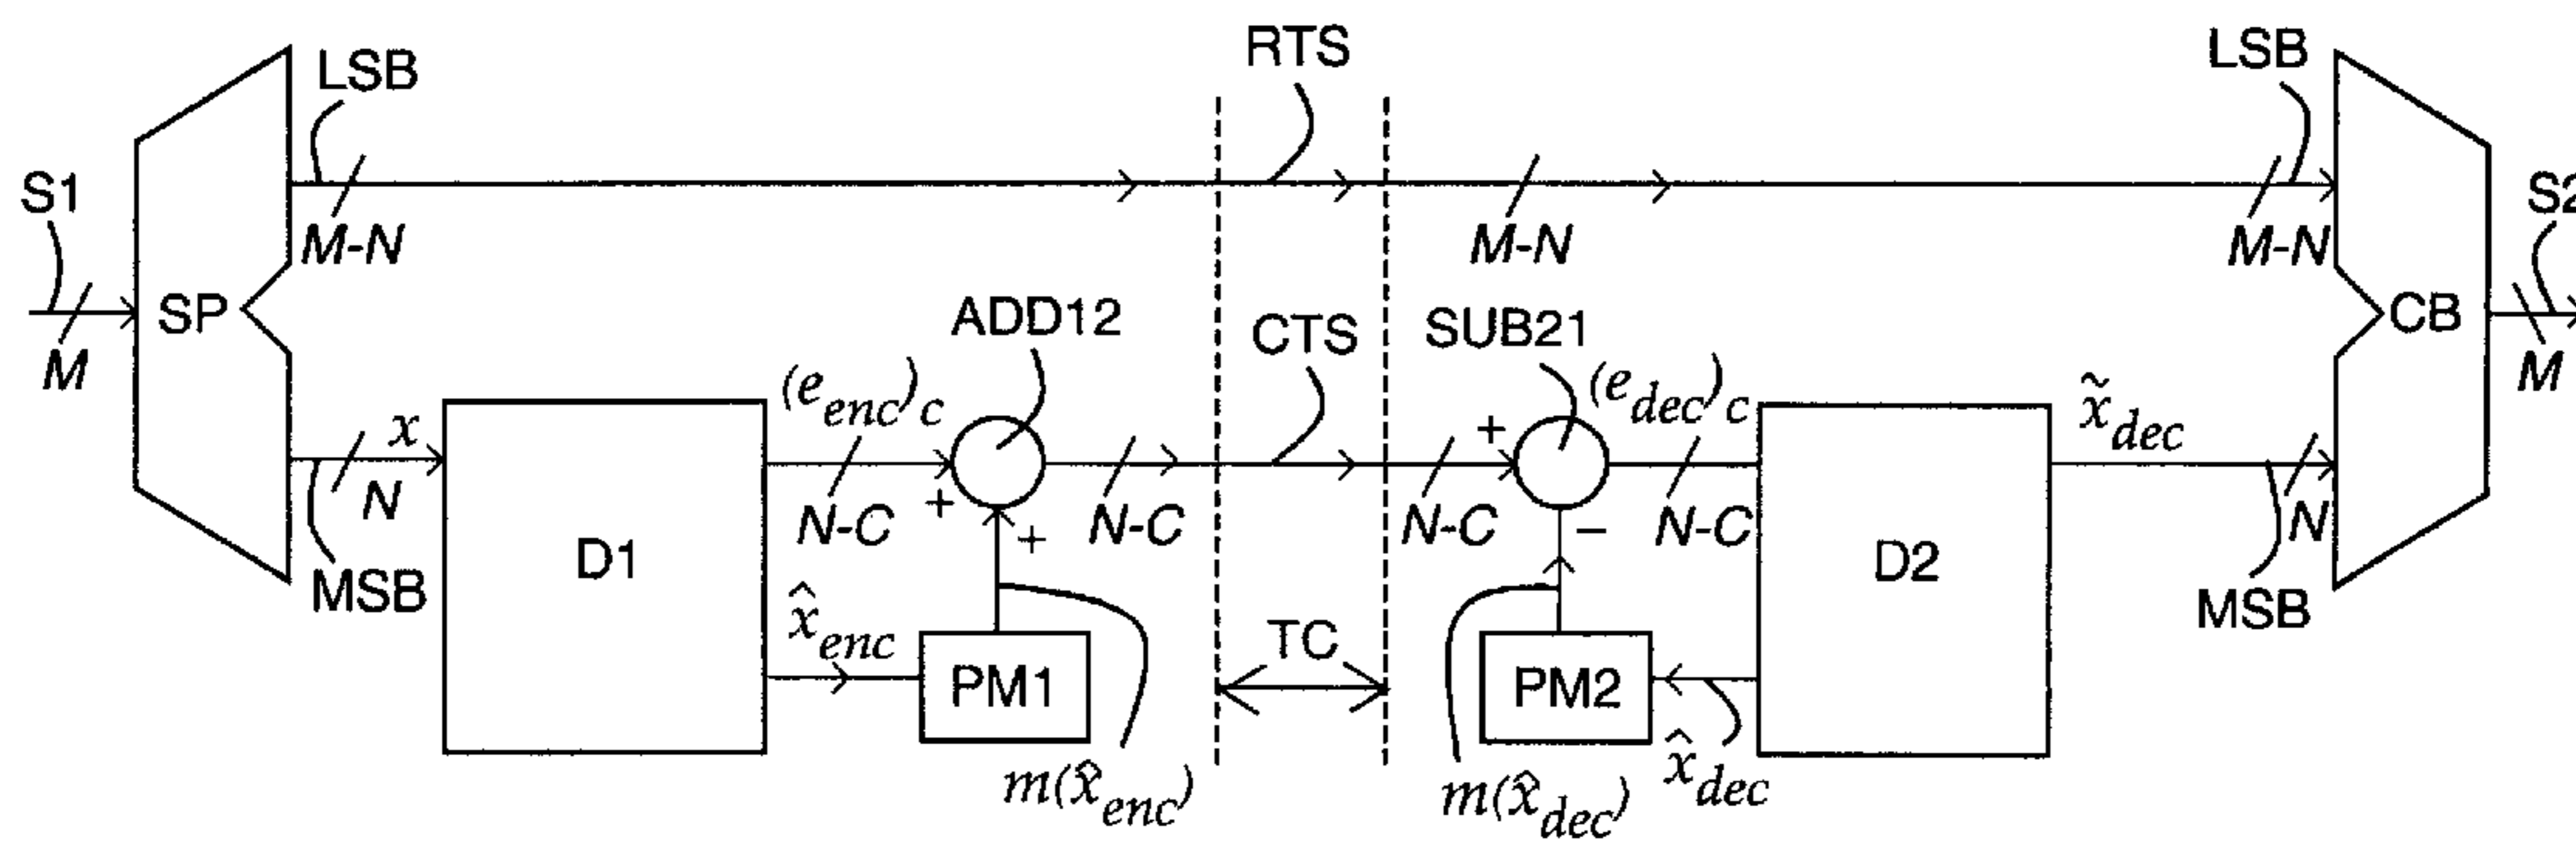 RTS
LSB
LSB
S1
S2
M-N
M-N
M-N
SP
CB
M
M
ADD12
CTS
SUB21
(e_enc)_c
(e_dec)_c
x̃_dec
x
+
+
+
−
N
N-C
N-C
N-C
N-C
N
D1
D2
MSB
MSB
x̂_enc
TC
PM1
PM2
m(x̂_enc)
m(x̂_dec)
x̂_dec